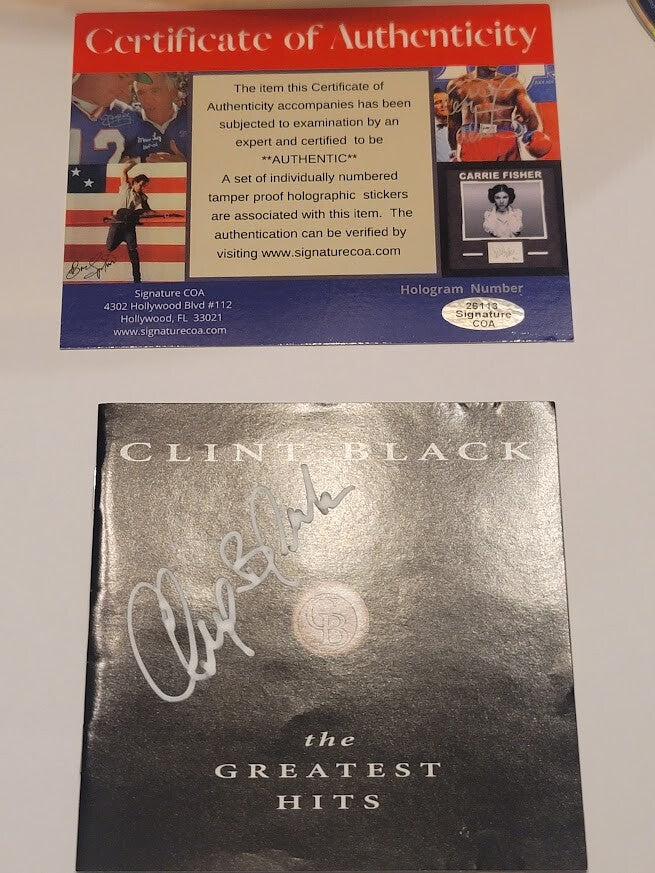 Certificate of Authenticity
The item this Certificate of
Authenticity accompanies has been
subjected to examination by an
expert and certified to be
**AUTHENTIC**
A set of individually numbered
tamper proof holographic stickers
are associated with this item. The
authentication can be verified by
visiting www.signaturecoa.com
CARRIE FISHER
Signature COA
4302 Hollywood Blvd #112
Hollywood, FL 33021
www.signaturecoa.com
Hologram Number
26113
Signature
COA
CLINT BLACK
Clint Black
CB
the
GREATEST
HITS